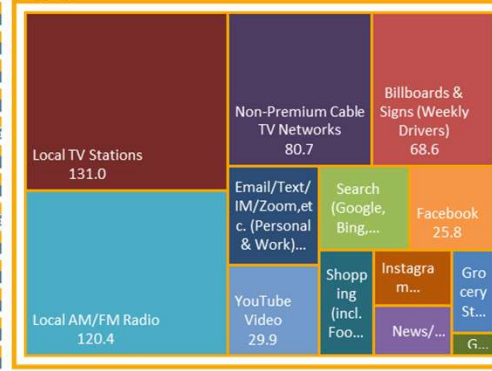 Local TV Stations
131.0
Non-Premium Cable
TV Networks
80.7
Billboards &
Signs (Weekly
Drivers)
68.6
Local AM/FM Radio
120.4
Email/Text/
IM/Zoom,et
c. (Personal
& Work)...
Search
(Google,
Bing,...
Facebook
25.8
YouTube
Video
29.9
Shopp
ing
(incl.
Foo...
Instagra
m...
News/...
Gro
cery
St...
G...